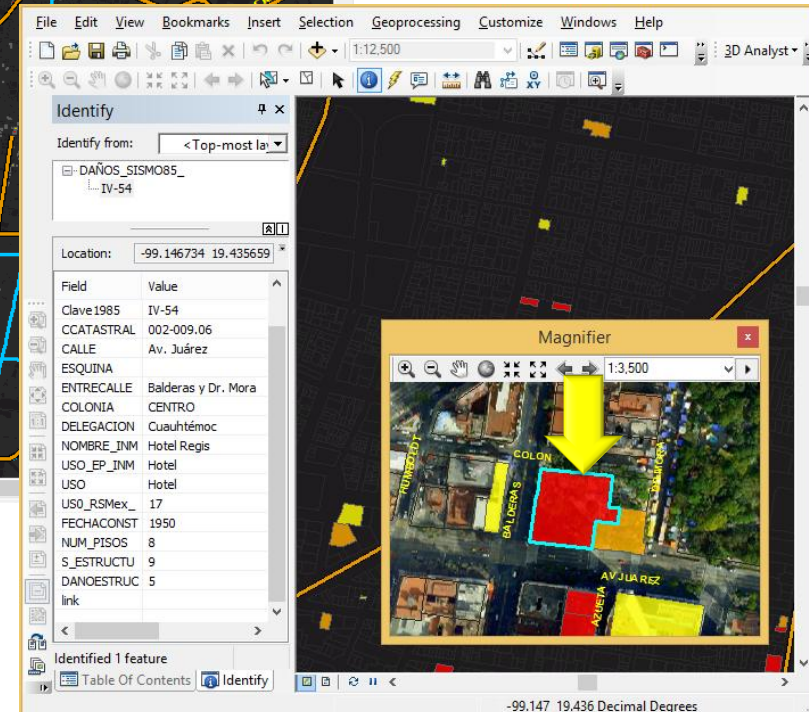 File Edit View Bookmarks Insert Selection Geoprocessing Customize Windows Help
1:12,500 3D Analyst
Identify
Identify from: <Top-most la
DAÑOS_SISMO85_
IV-54
Location: -99.146734 19.435659
Field Value
Clave1985 IV-54
CCATASTRAL 002-009.06
CALLE Av. Juárez
ESQUINA
ENTRECALLE Balderas y Dr. Mora
COLONIA CENTRO
DELEGACION Cuauhtémoc
NOMBRE_INM Hotel Regis
USO_EP_INM Hotel
USO Hotel
US0_RSMex_ 17
FECHACONST 1950
NUM_PISOS 8
S_ESTRUCTU 9
DANOESTRUC 5
link
Identified 1 feature
Table Of Contents Identify
Magnifier
1:3,500
COLON
HUMBOLDT
BALDERAS
DR MORA
AV JUAREZ
AZUETA
-99.147 19.436 Decimal Degrees